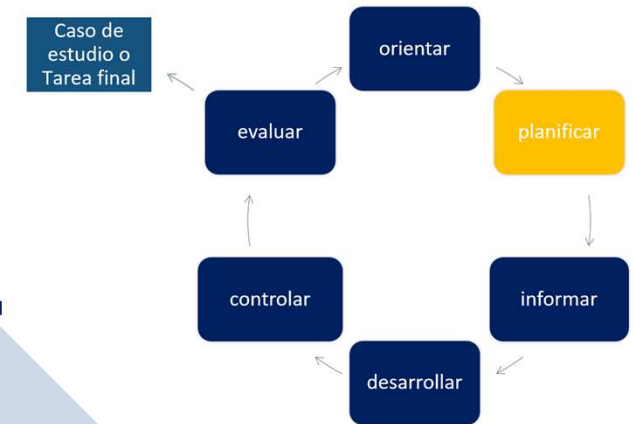 Caso de
estudio o
Tarea final
orientar
planificar
informar
desarrollar
controlar
evaluar